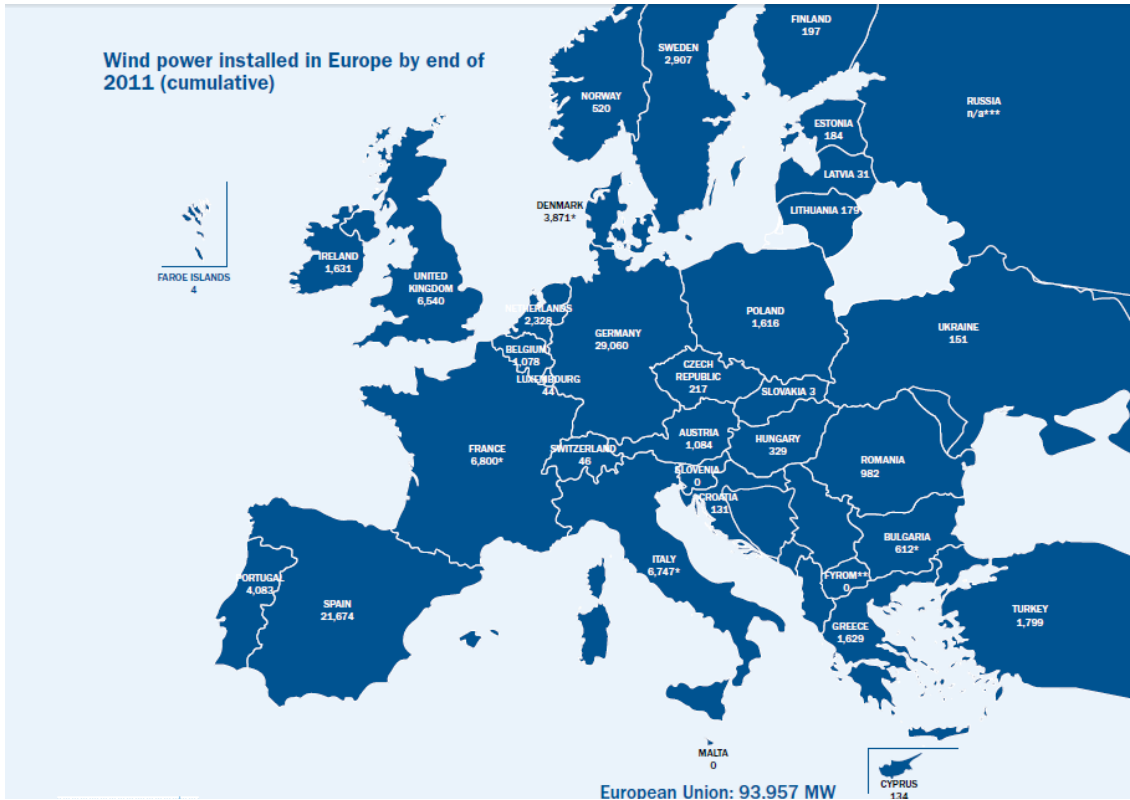 Wind power installed in Europe by end of
2011 (cumulative)
FINLAND
197
SWEDEN
2,907
NORWAY
520
RUSSIA
n/a***
ESTONIA
184
LATVIA 31
LITHUANIA 179
DENMARK
3,871*
FAROE ISLANDS
4
IRELAND
1,631
UNITED
KINGDOM
6,540
NETHERLANDS
2,328
BELGIUM
1,078
LUXEMBOURG
44
GERMANY
29,060
POLAND
1,616
UKRAINE
151
CZECH
REPUBLIC
217
SLOVAKIA 3
FRANCE
6,800*
SWITZERLAND
46
AUSTRIA
1,084
HUNGARY
329
ROMANIA
982
SLOVENIA
0
CROATIA
131
BULGARIA
612*
ITALY
6,747*
FYROM**
0
PORTUGAL
4,083
SPAIN
21,674
GREECE
1,629
TURKEY
1,799
MALTA
0
CYPRUS
134
European Union: 93.957 MW